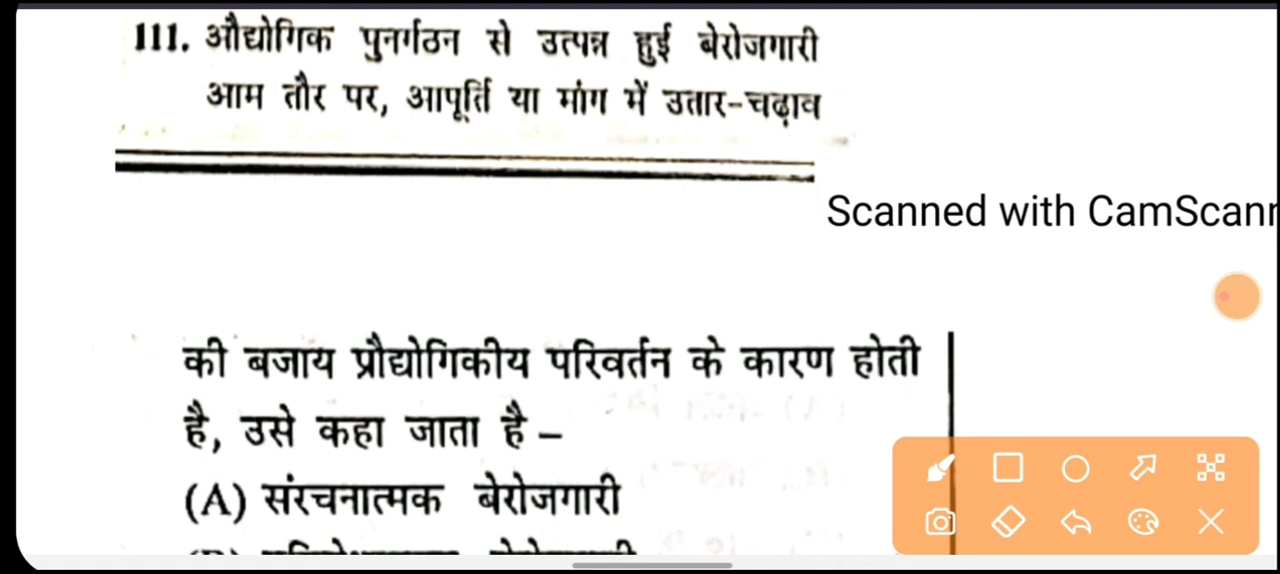 111. औद्योगिक पुनर्गठन से उत्पन्न हुई बेरोजगारी
आम तौर पर, आपूर्ति या मांग में उतार-चढ़ाव
Scanned with CamScann
की बजाय प्रौद्योगिकीय परिवर्तन के कारण होती
है, उसे कहा जाता है –
(A) संरचनात्मक बेरोजगारी